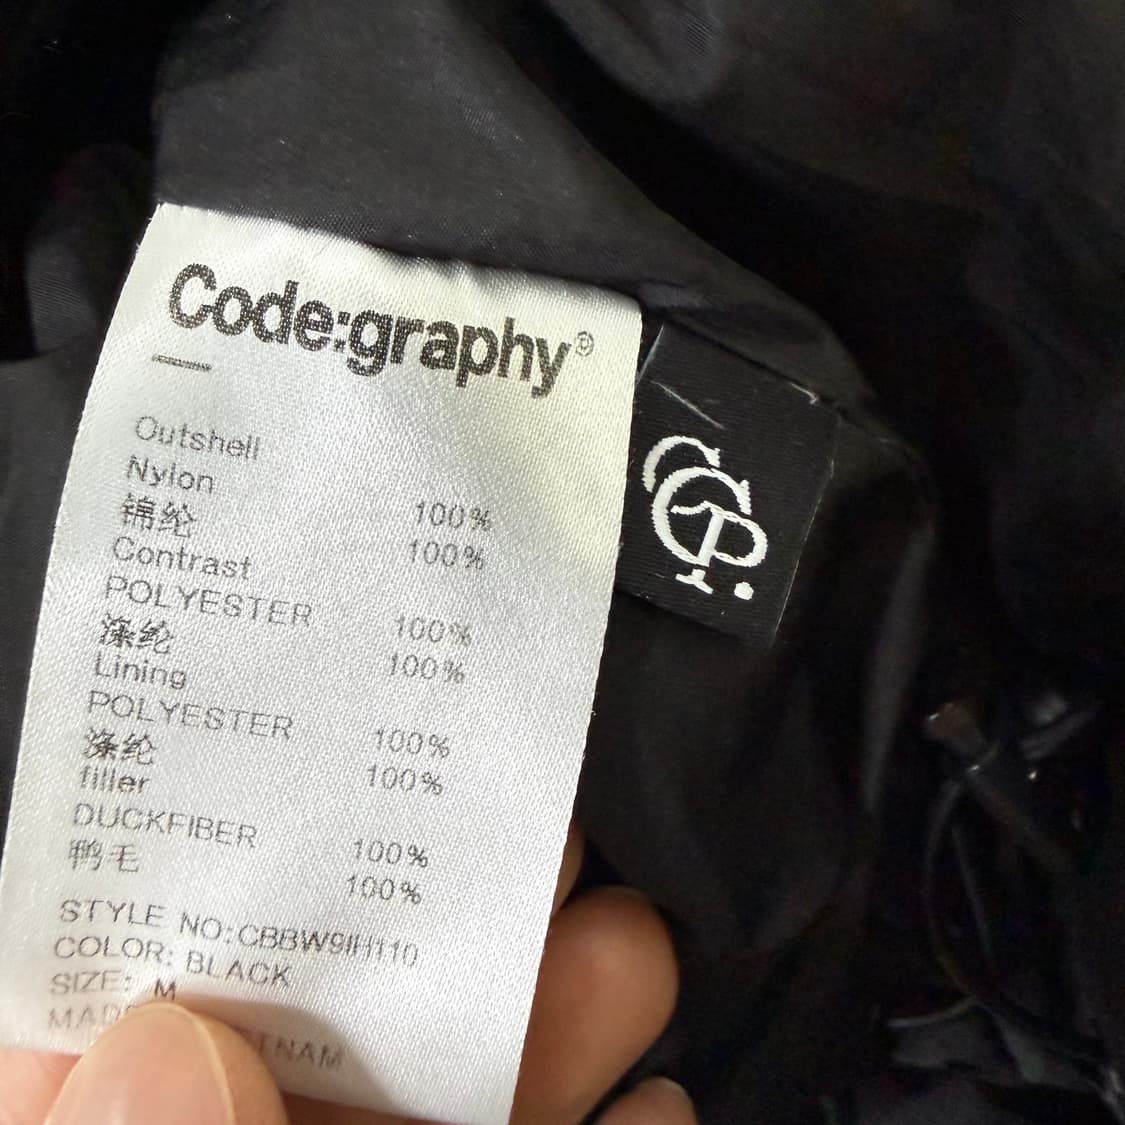 Code:graphy©
Outshell
Nylon 100%
锦纶 100%
Contrast
POLYESTER 100%
涤纶 100%
Lining
POLYESTER 100%
涤纶 100%
filler
DUCKFIBER 100%
鸭毛 100%
STYLE NO:CBBW9IH110
COLOR: BLACK
SIZE: M